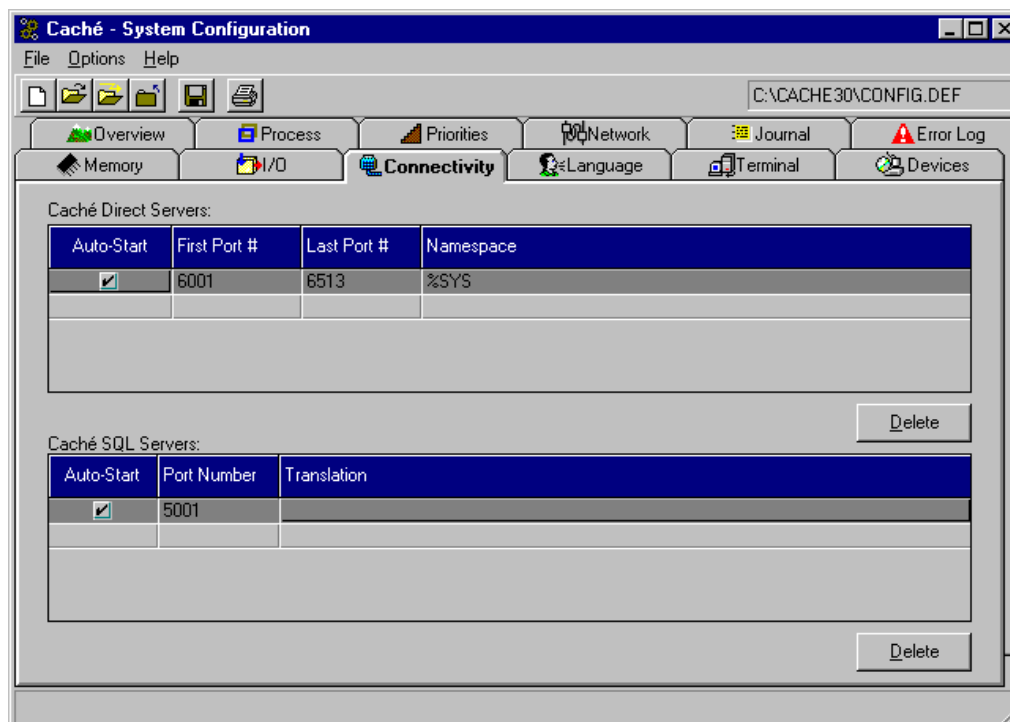 Caché - System Configuration
File Options Help
C:\CACHE30\CONFIG.DEF
Overview Process Priorities Network Journal Error Log
Memory I/O Connectivity Language Terminal Devices
Caché Direct Servers:
Auto-Start First Port # Last Port # Namespace
6001 6513 %SYS
Delete
Caché SQL Servers:
Auto-Start Port Number Translation
5001
Delete